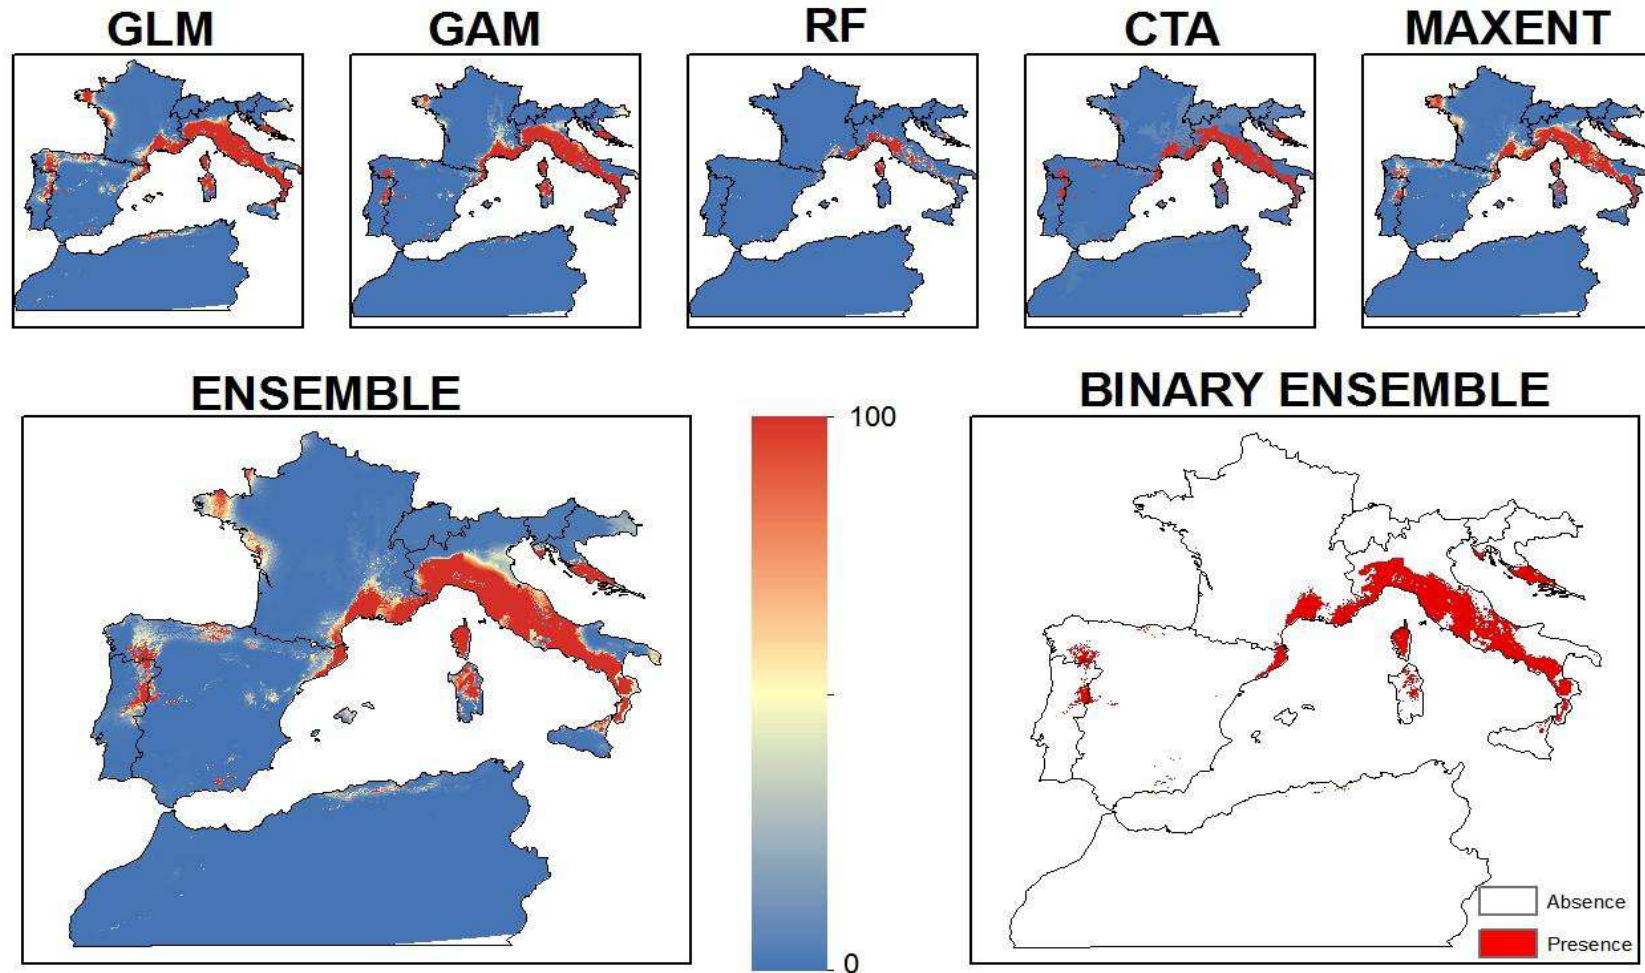 GLM
GAM
RF
CTA
MAXENT
ENSEMBLE
100
0
BINARY ENSEMBLE
Absence
Presence